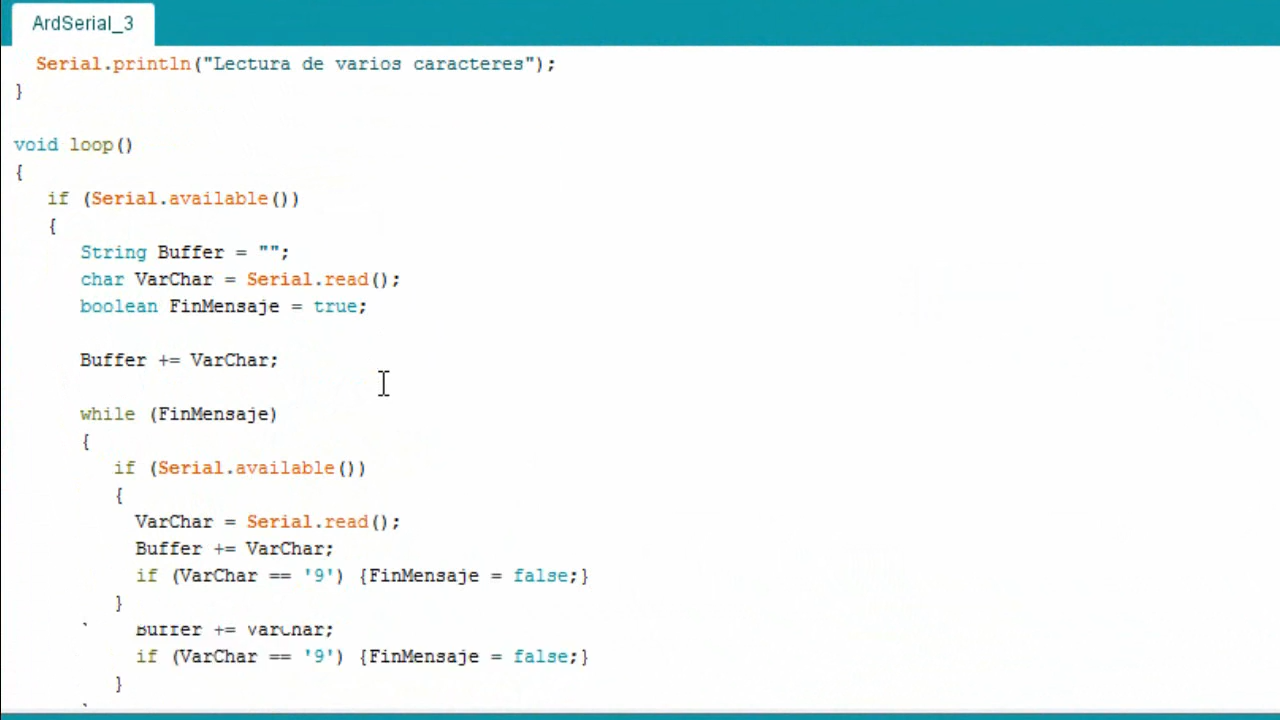 ArdSerial_3
Serial.println("Lectura de varios caracteres");
}
void loop()
{
if (Serial.available())
{
String Buffer = "";
char VarChar = Serial.read();
boolean FinMensaje = true;
Buffer += VarChar;
while (FinMensaje)
{
if (Serial.available())
{
VarChar = Serial.read();
Buffer += VarChar;
if (VarChar == '9') {FinMensaje = false;}
}
Buffer += VarChar;
if (VarChar == '9') {FinMensaje = false;}
}